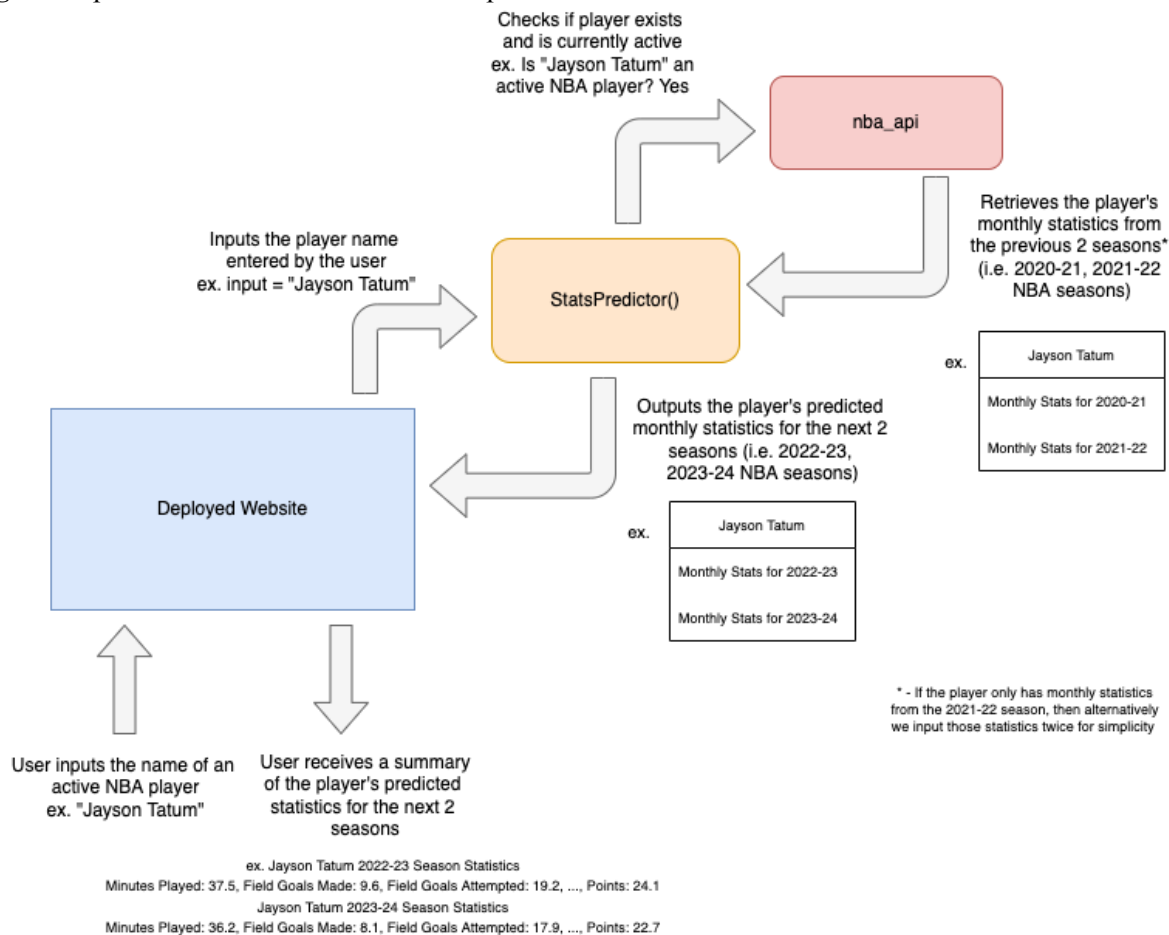 Checks if player exists
and is currently active
ex. Is "Jayson Tatum" an
active NBA player? Yes
nba_api
Retrieves the player's
monthly statistics from
the previous 2 seasons*
(i.e. 2020-21, 2021-22
NBA seasons)
Inputs the player name
entered by the user
ex. input = "Jayson Tatum"
StatsPredictor()
ex.
Jayson Tatum
Monthly Stats for 2020-21
Monthly Stats for 2021-22
Outputs the player's predicted
monthly statistics for the next 2
seasons (i.e. 2022-23,
2023-24 NBA seasons)
Deployed Website
ex.
Jayson Tatum
Monthly Stats for 2022-23
Monthly Stats for 2023-24
* - If the player only has monthly statistics
from the 2021-22 season, then alternatively
we input those statistics twice for simplicity
User inputs the name of an
active NBA player
ex. "Jayson Tatum"
User receives a summary
of the player's predicted
statistics for the next 2
seasons
ex. Jayson Tatum 2022-23 Season Statistics
Minutes Played: 37.5, Field Goals Made: 9.6, Field Goals Attempted: 19.2, ..., Points: 24.1
Jayson Tatum 2023-24 Season Statistics
Minutes Played: 36.2, Field Goals Made: 8.1, Field Goals Attempted: 17.9, ..., Points: 22.7